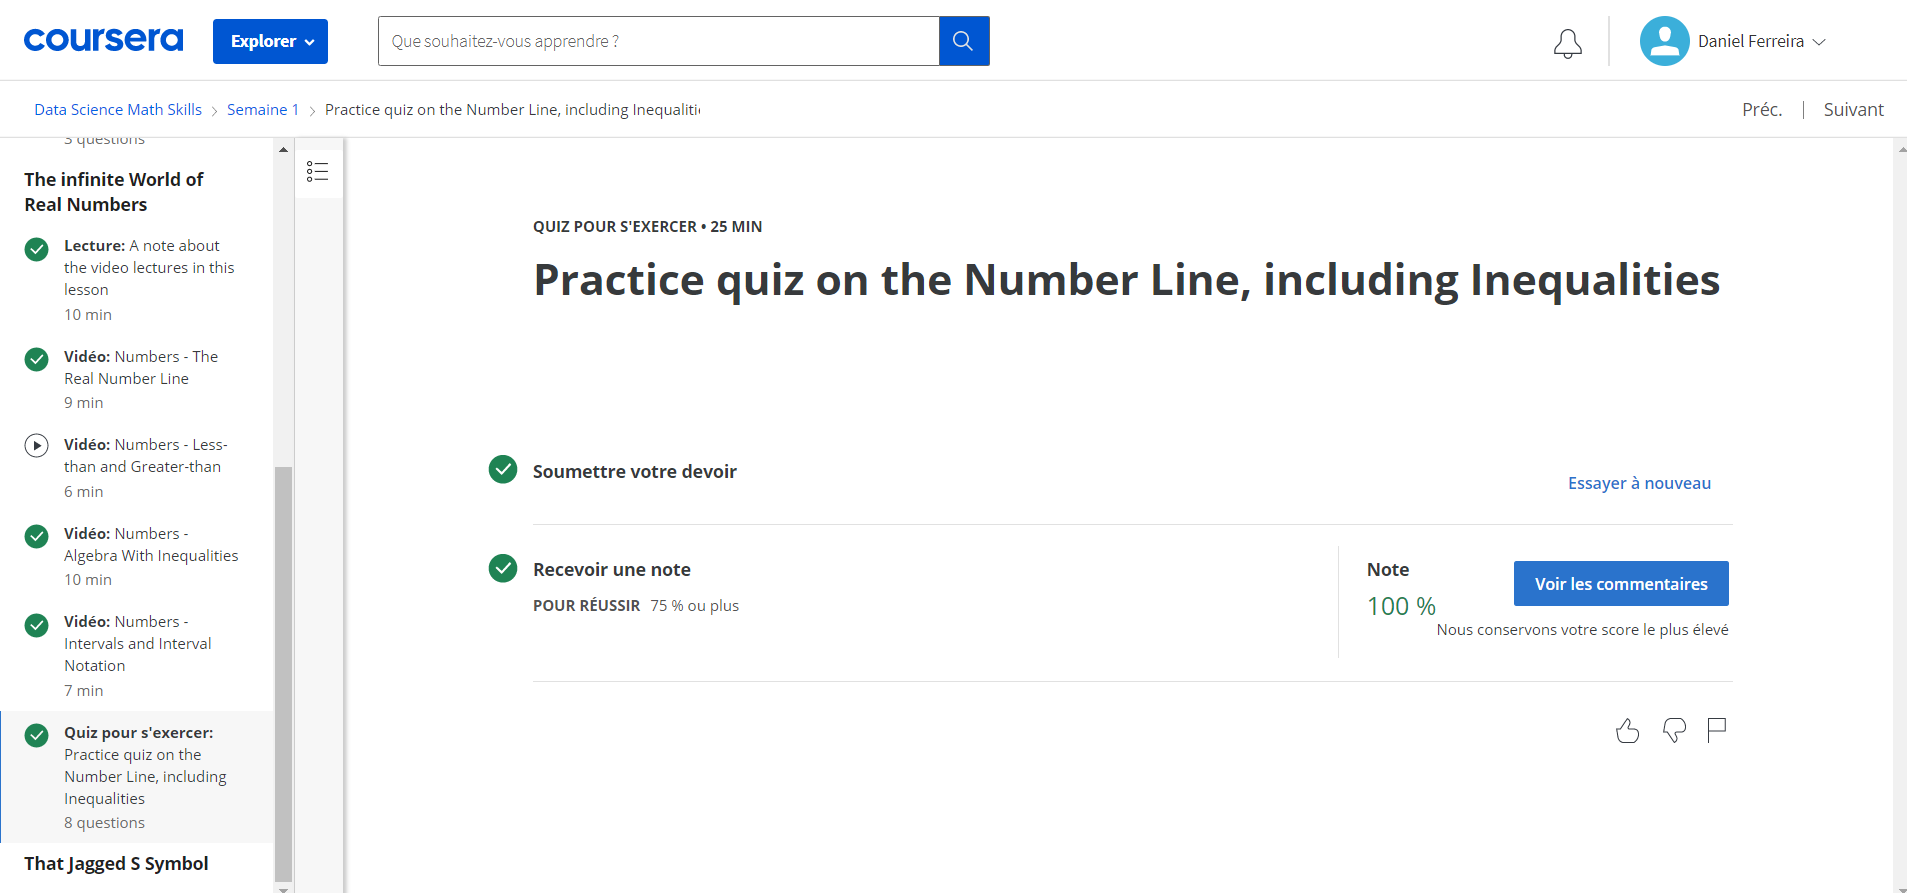 coursera
Explorer
Que souhaitez-vous apprendre ?
Daniel Ferreira
Data Science Math Skills
Semaine 1
Practice quiz on the Number Line, including Inequaliti
Préc.
Suivant
3 questions
The infinite World of
Real Numbers
Lecture: A note about
the video lectures in this
lesson
10 min
Vidéo: Numbers - The
Real Number Line
9 min
Vidéo: Numbers - Less-
than and Greater-than
6 min
Vidéo: Numbers -
Algebra With Inequalities
10 min
Vidéo: Numbers -
Intervals and Interval
Notation
7 min
Quiz pour s'exercer:
Practice quiz on the
Number Line, including
Inequalities
8 questions
That Jagged S Symbol
QUIZ POUR S'EXERCER • 25 MIN
Practice quiz on the Number Line, including Inequalities
Soumettre votre devoir
Essayer à nouveau
Recevoir une note
POUR RÉUSSIR 75 % ou plus
Note
100 %
Voir les commentaires
Nous conservons votre score le plus élevé